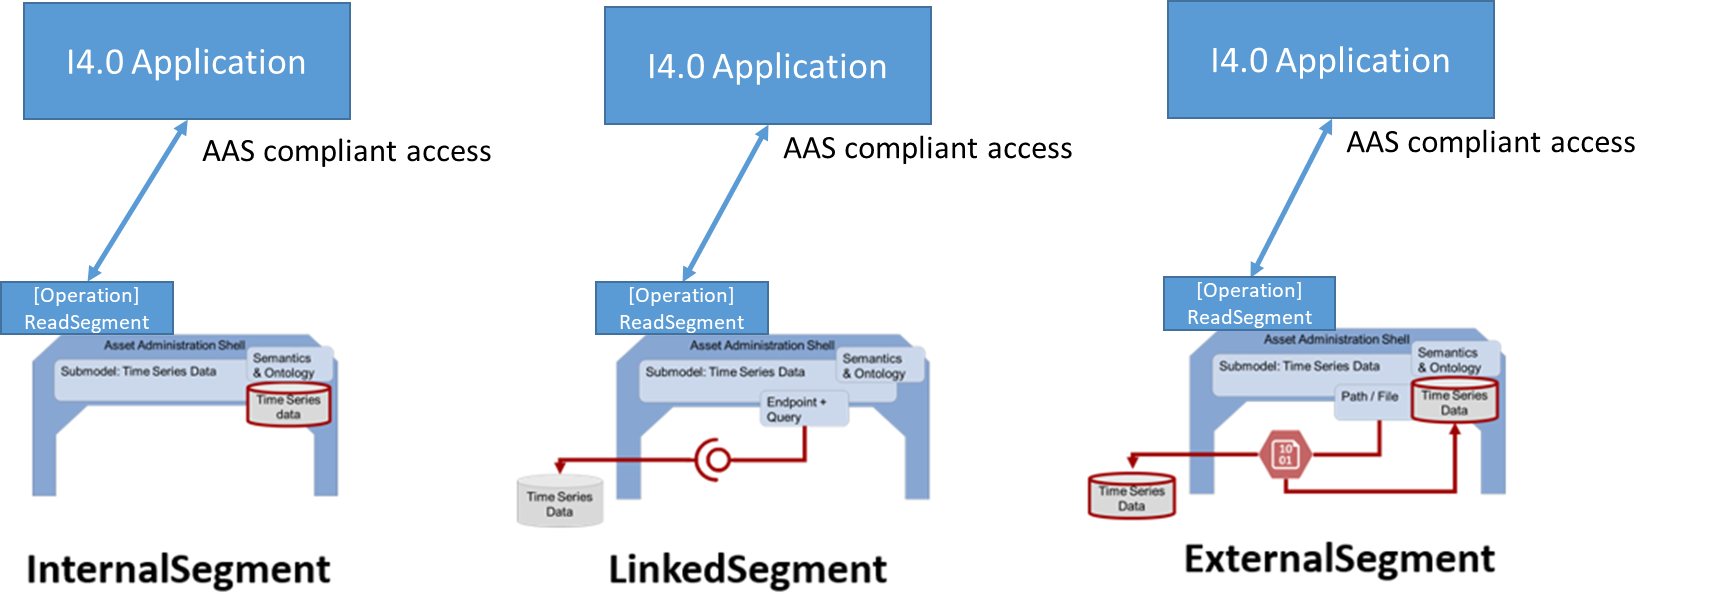 I4.0 Application
AAS compliant access
[Operation]
ReadSegment
Asset Administration Shell
Submodel: Time Series Data
Semantics
& Ontology
Time Series
data
InternalSegment
I4.0 Application
AAS compliant access
[Operation]
ReadSegment
Asset Administration Shell
Submodel: Time Series Data
Semantics
& Ontology
Endpoint +
Query
Time Series
Data
LinkedSegment
I4.0 Application
AAS compliant access
[Operation]
ReadSegment
Asset Administration Shell
Submodel: Time Series Data
Semantics
& Ontology
Path / File
Time Series
Data
10
01
Time Series
Data
ExternalSegment